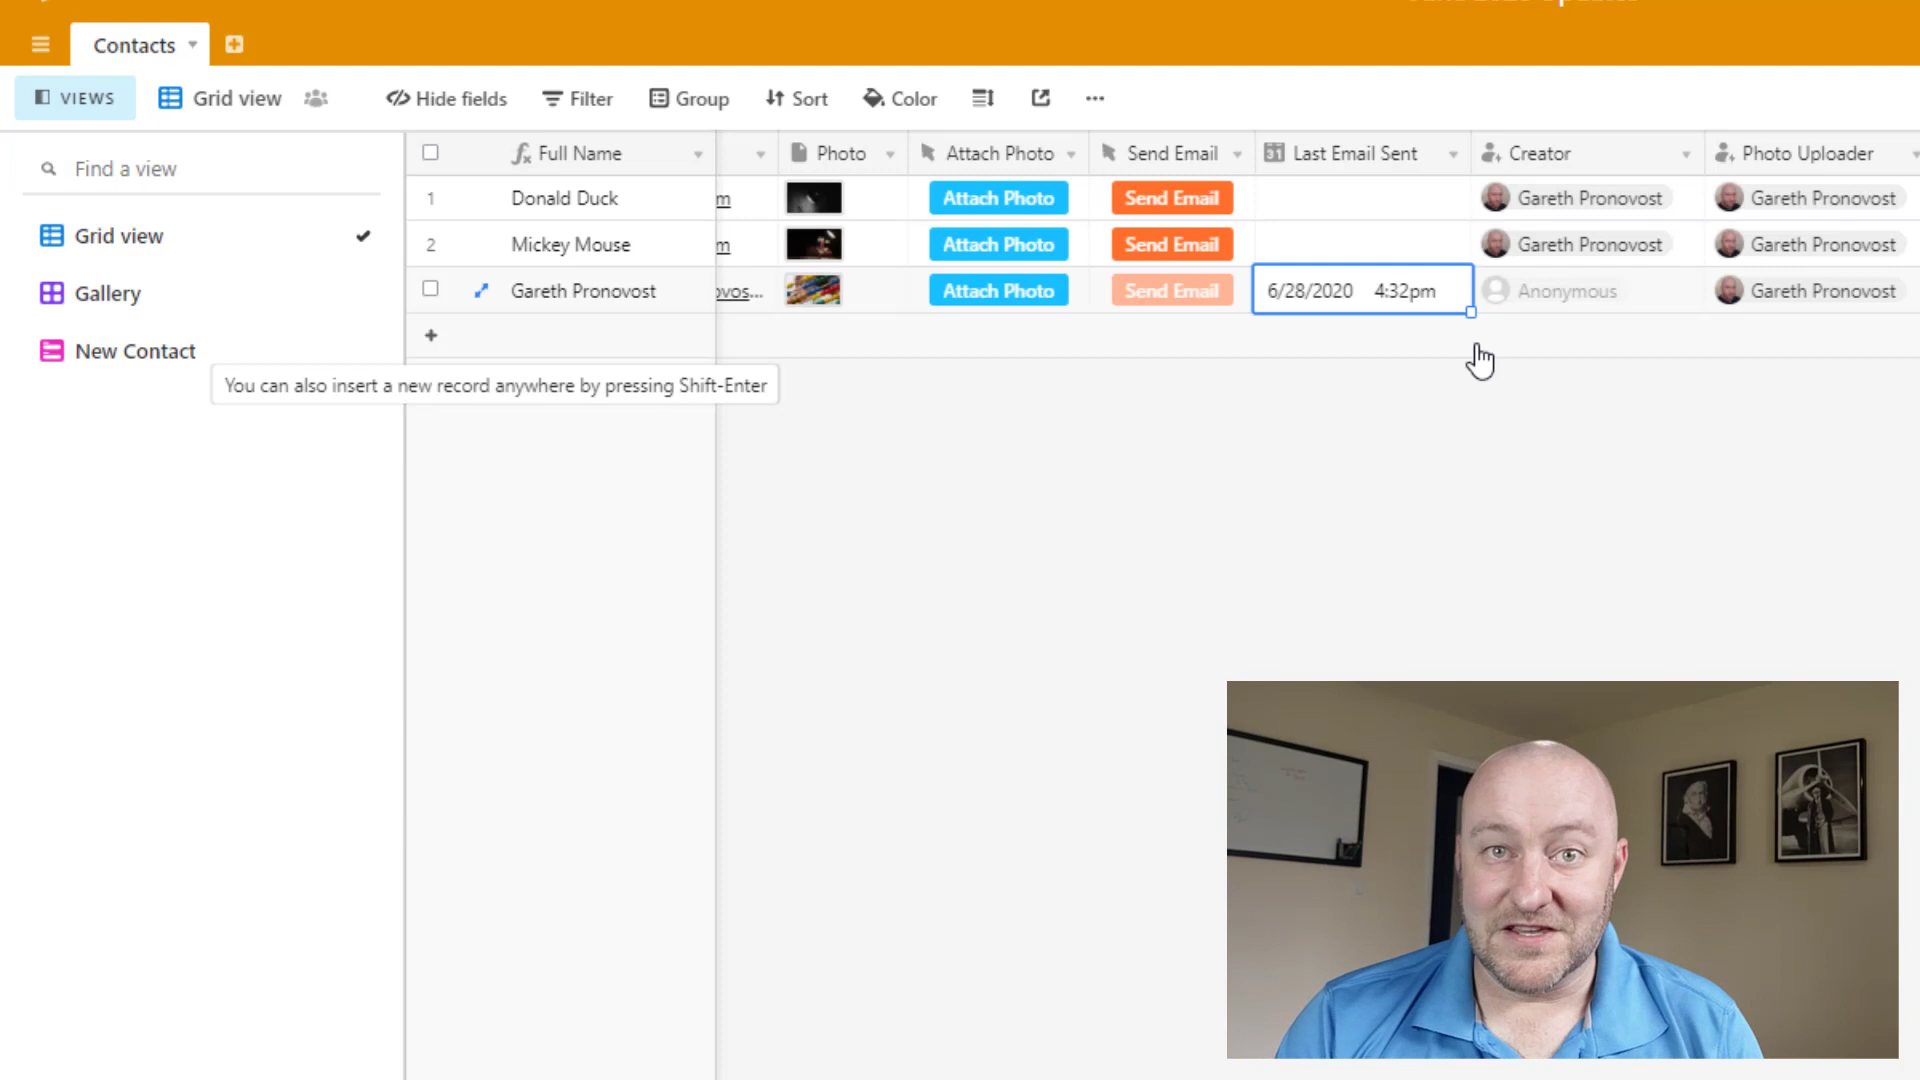 Contacts
VIEWS Grid view Hide fields Filter Group Sort Color
Find a view
Full Name Photo Attach Photo Send Email Last Email Sent Creator Photo Uploader
1 Donald Duck m Attach Photo Send Email Gareth Pronovost Gareth Pronovost
Grid view
2 Mickey Mouse m Attach Photo Send Email Gareth Pronovost Gareth Pronovost
Gallery
Gareth Pronovost ovos... Attach Photo Send Email 6/28/2020 4:32pm Anonymous Gareth Pronovost
New Contact
You can also insert a new record anywhere by pressing Shift-Enter